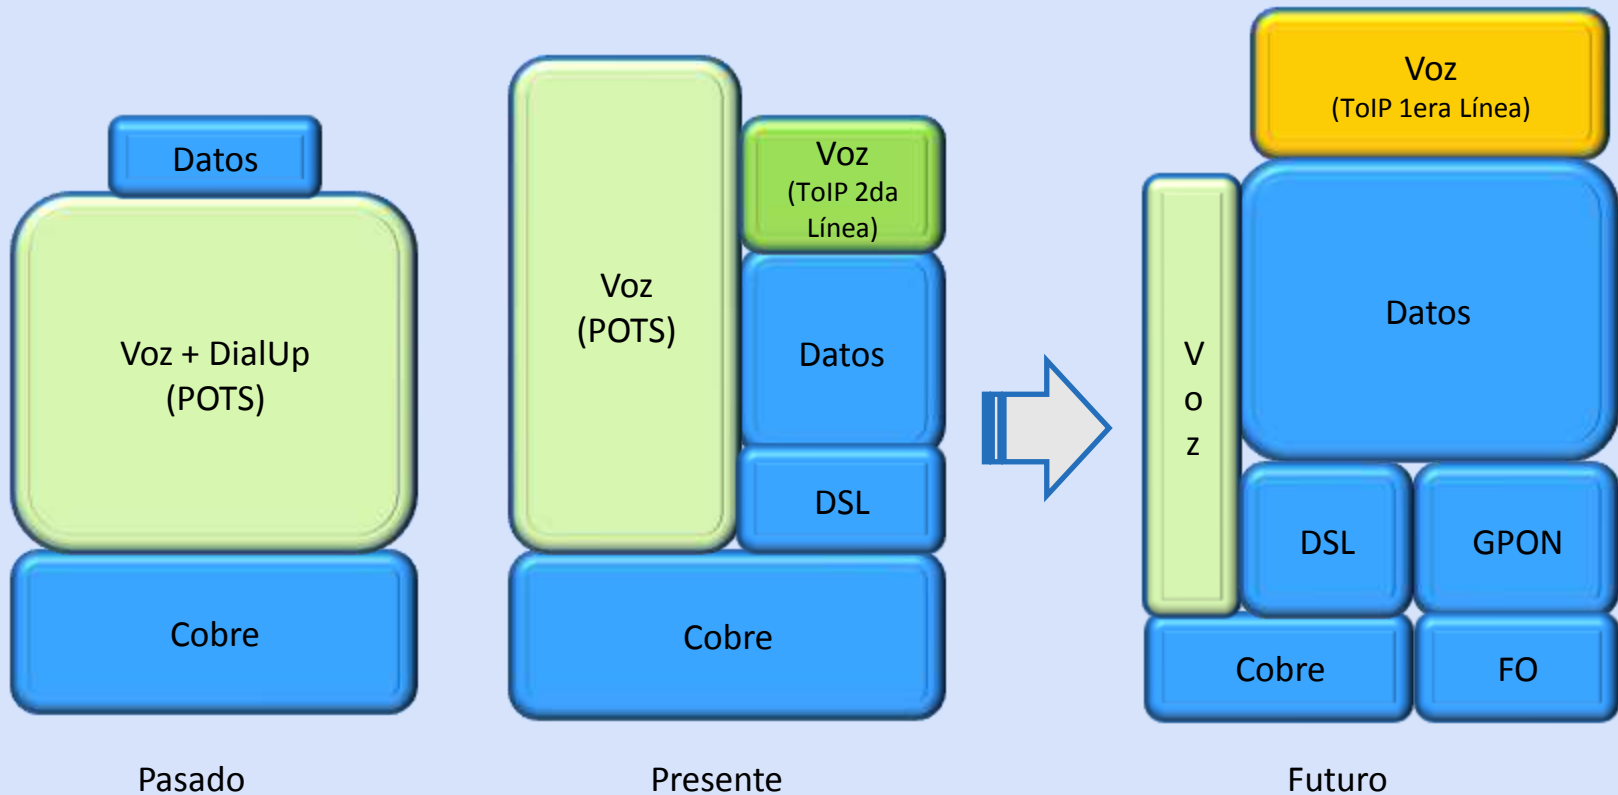 Datos
Voz + DialUp
(POTS)
Cobre
Pasado
Voz
(POTS)
Voz
(ToIP 2da
Línea)
Datos
DSL
Cobre
Presente
Voz
(ToIP 1era Línea)
Datos
V
o
z
DSL
GPON
Cobre
FO
Futuro